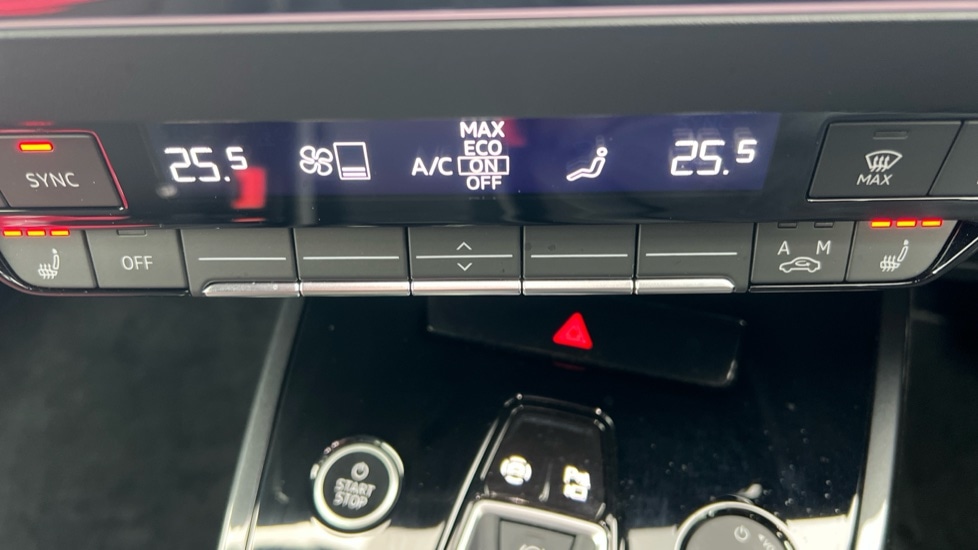 MAX
ECO
SYNC 25.5 A/C ON 25.5 MAX
OFF
OFF A M
START
STOP